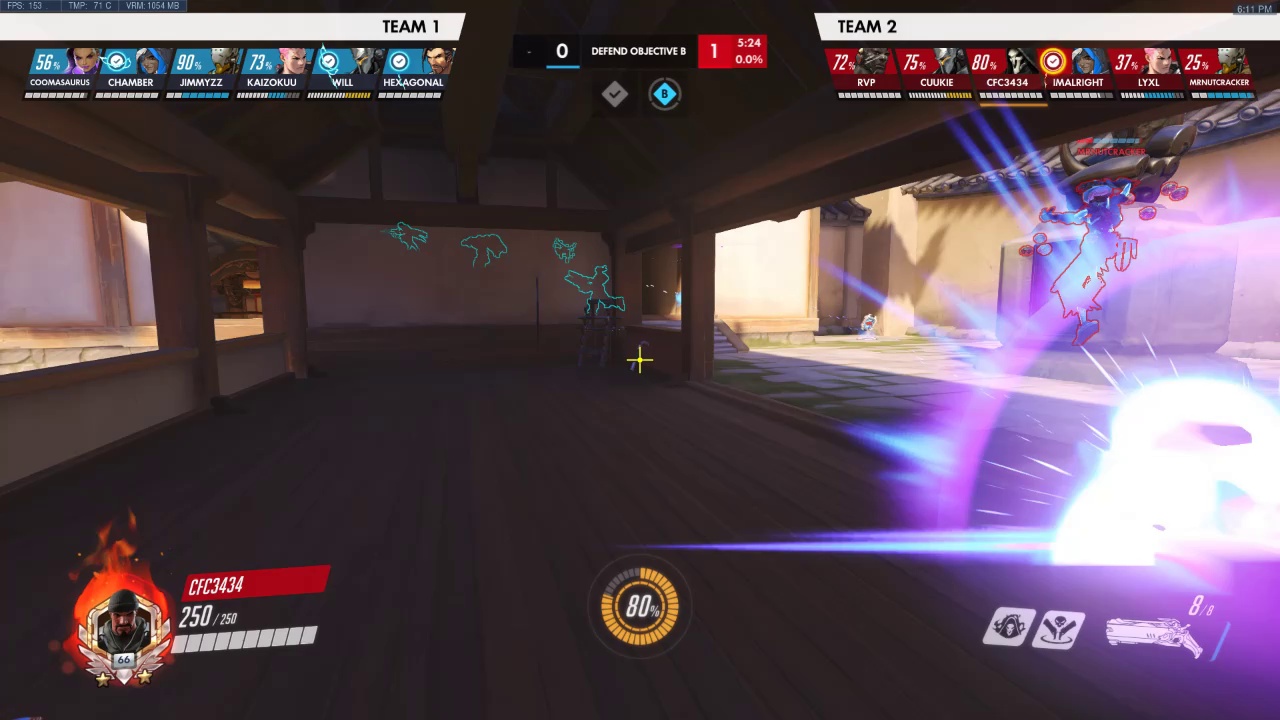 FPS: 153 TMP: 71 C VRM: 1054 MB
6:11 PM
TEAM 1
- 0 DEFEND OBJECTIVE B 1 5:24 0.0%
TEAM 2
56% 90% 73%
COOMASAURUS CHAMBER JIMMYZZ KAIZOKUU WILL HEXAGONAL
72% 75% 80% 37% 25%
RVP CUUKIE CFC3434 IMALRIGHT LYXL MRNUTCRACKER
B
MRNUTCRACKER
CFC3434
250/250
66
80%
8/8